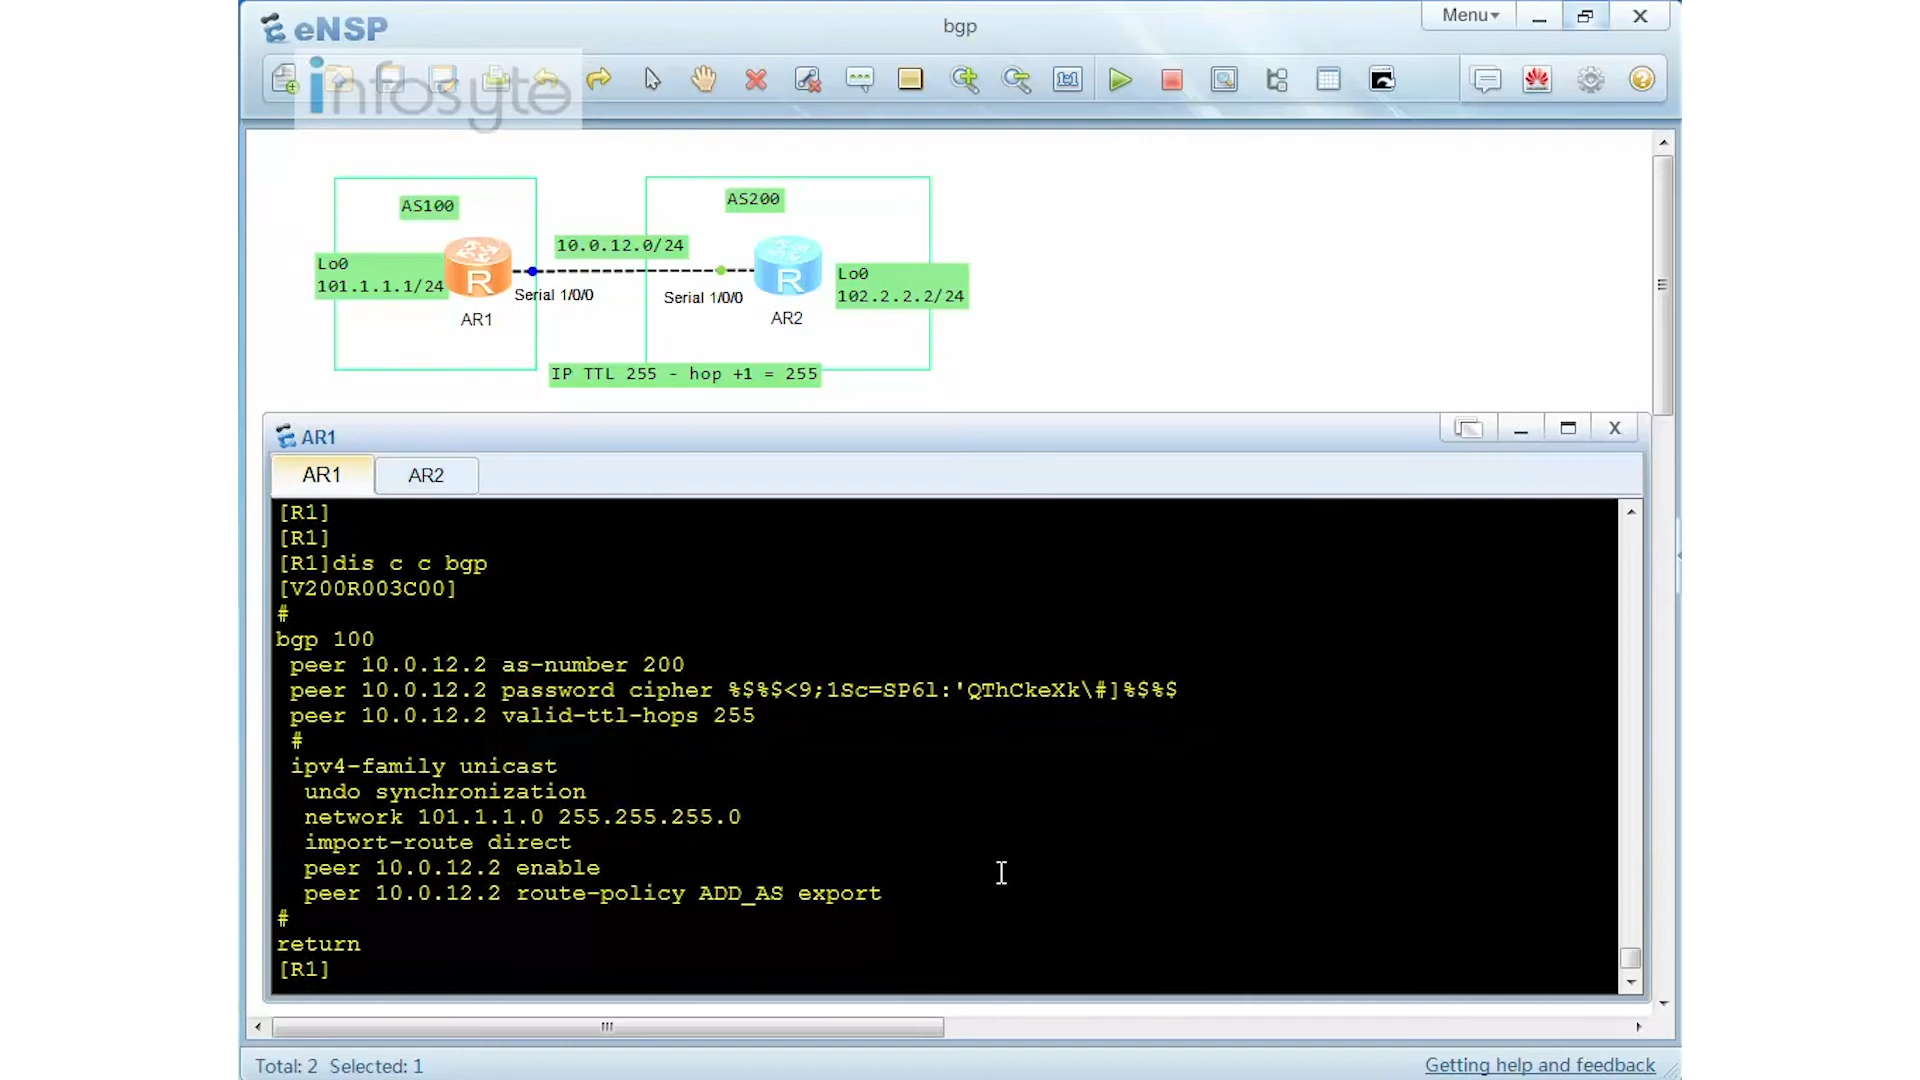 eNSP
bgp
Menu
infosyte
AS100
AS200
10.0.12.0/24
Lo0
101.1.1.1/24
Lo0
102.2.2.2/24
R
R
Serial 1/0/0
Serial 1/0/0
AR1
AR2
IP TTL 255 - hop +1 = 255
AR1
AR1
AR2
[R1]
[R1]
[R1]dis c c bgp
[V200R003C00]
#
bgp 100
peer 10.0.12.2 as-number 200
peer 10.0.12.2 password cipher %$%$<9;1Sc=SP6l:'QThCkeXk\#]%$%$
peer 10.0.12.2 valid-ttl-hops 255
#
ipv4-family unicast
undo synchronization
network 101.1.1.0 255.255.255.0
import-route direct
peer 10.0.12.2 enable
peer 10.0.12.2 route-policy ADD_AS export
#
return
[R1]
Total: 2 Selected: 1
Getting help and feedback